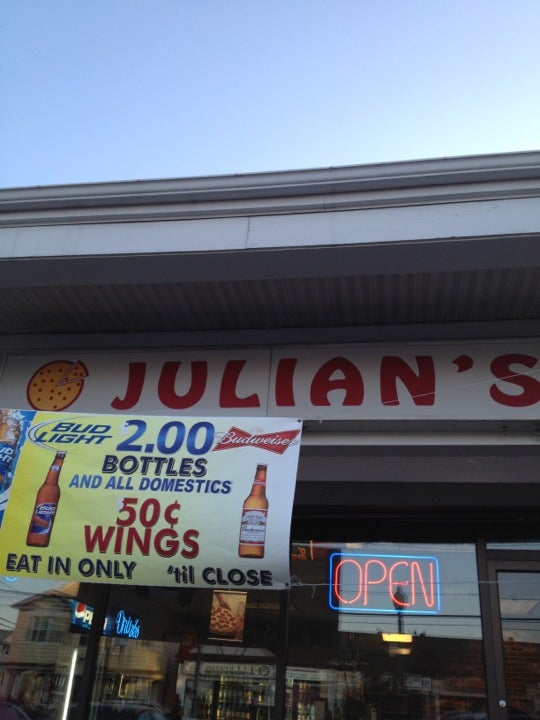 JULIAN'S
BUD LIGHT
2.00
Budweiser
BOTTLES
AND ALL DOMESTICS
50¢
WINGS
EAT IN ONLY 'til CLOSE
OPEN